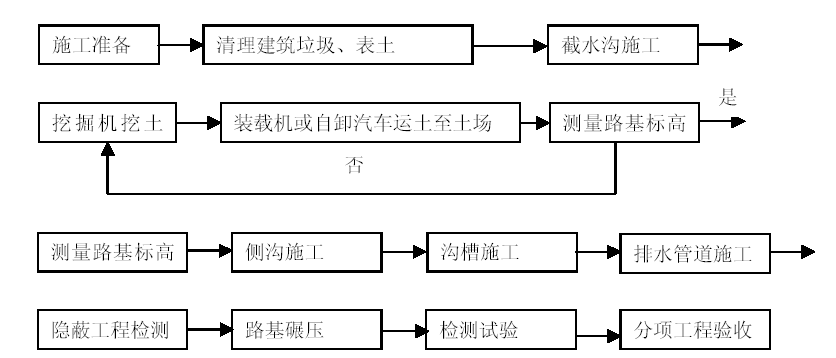 施工准备 清理建筑垃圾、表土 截水沟施工
是
挖掘机挖土 装载机或自卸汽车运土至土场 测量路基标高
否
测量路基标高 侧沟施工 沟槽施工 排水管道施工
隐蔽工程检测 路基碾压 检测试验 分项工程验收